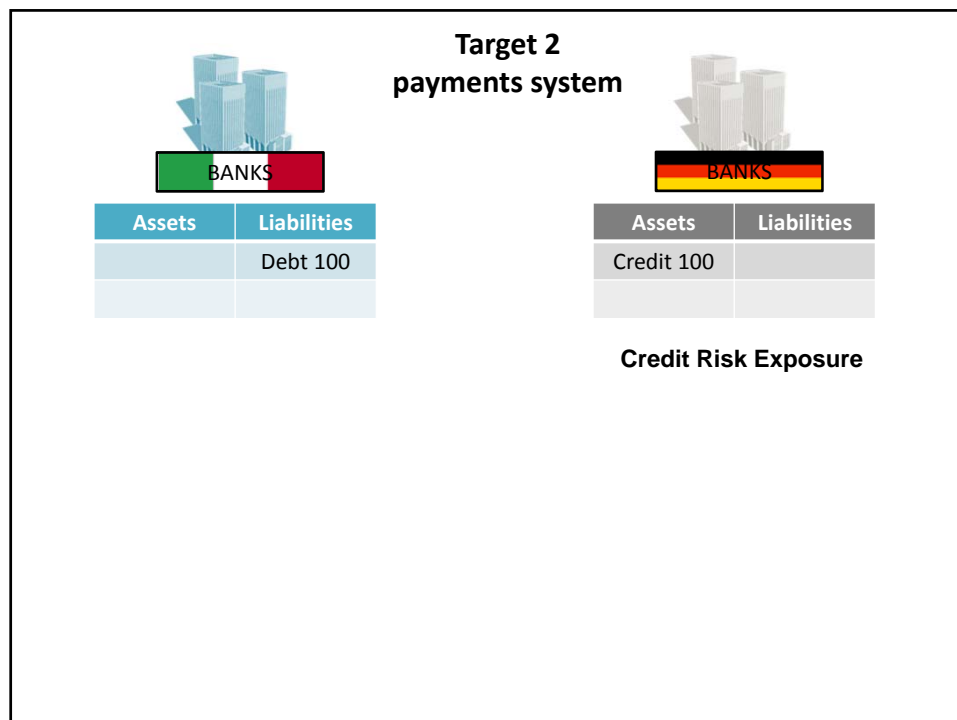 Target 2
payments system
BANKS
BANKS
Assets Liabilities
Debt 100
Assets Liabilities
Credit 100
Credit Risk Exposure